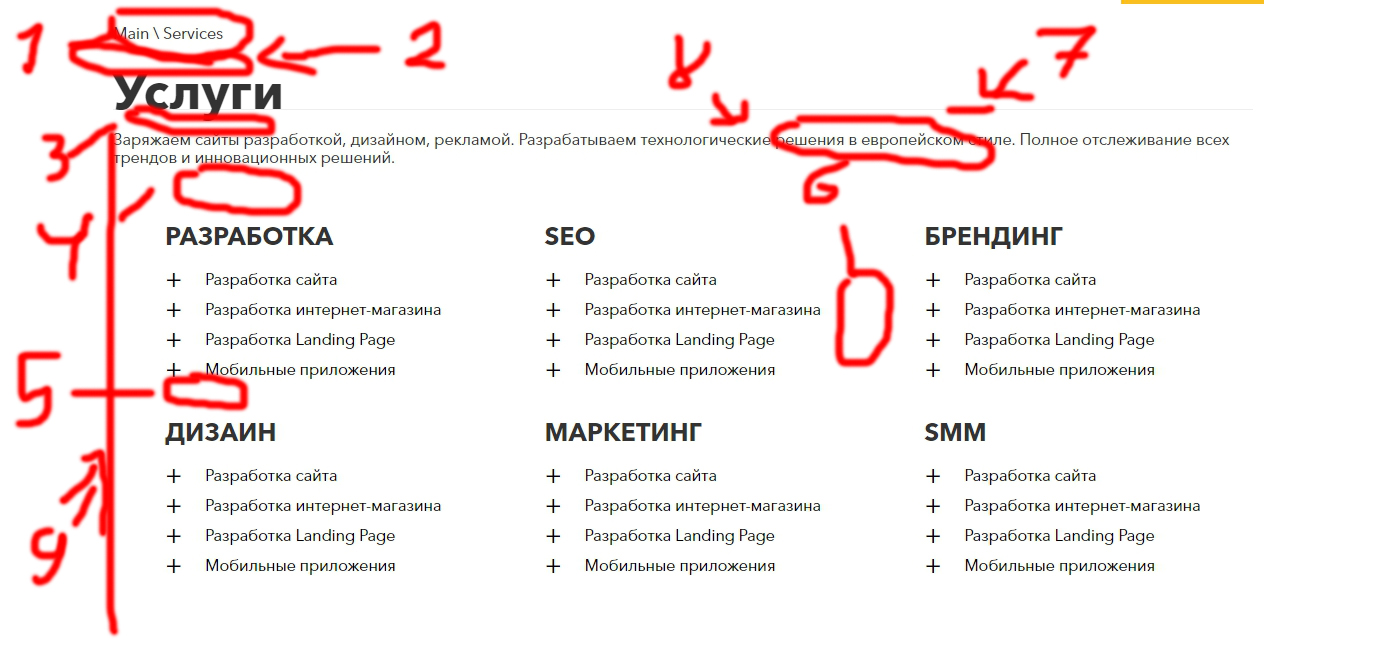 1
Main \ Services
2
Услуги
8
7
3
Заряжаем сайты разработкой, дизайном, рекламой. Разрабатываем технологические решения в европейском стиле. Полное отслеживание всех
трендов и инновационных решений.
4
6
РАЗРАБОТКА SEO БРЕНДИНГ
+ Разработка сайта + Разработка сайта + Разработка сайта
+ Разработка интернет-магазина + Разработка интернет-магазина + Разработка интернет-магазина
+ Разработка Landing Page + Разработка Landing Page + Разработка Landing Page
+ Мобильные приложения + Мобильные приложения + Мобильные приложения
5
ДИЗАЙН МАРКЕТИНГ SMM
+ Разработка сайта + Разработка сайта + Разработка сайта
+ Разработка интернет-магазина + Разработка интернет-магазина + Разработка интернет-магазина
+ Разработка Landing Page + Разработка Landing Page + Разработка Landing Page
9
+ Мобильные приложения + Мобильные приложения + Мобильные приложения